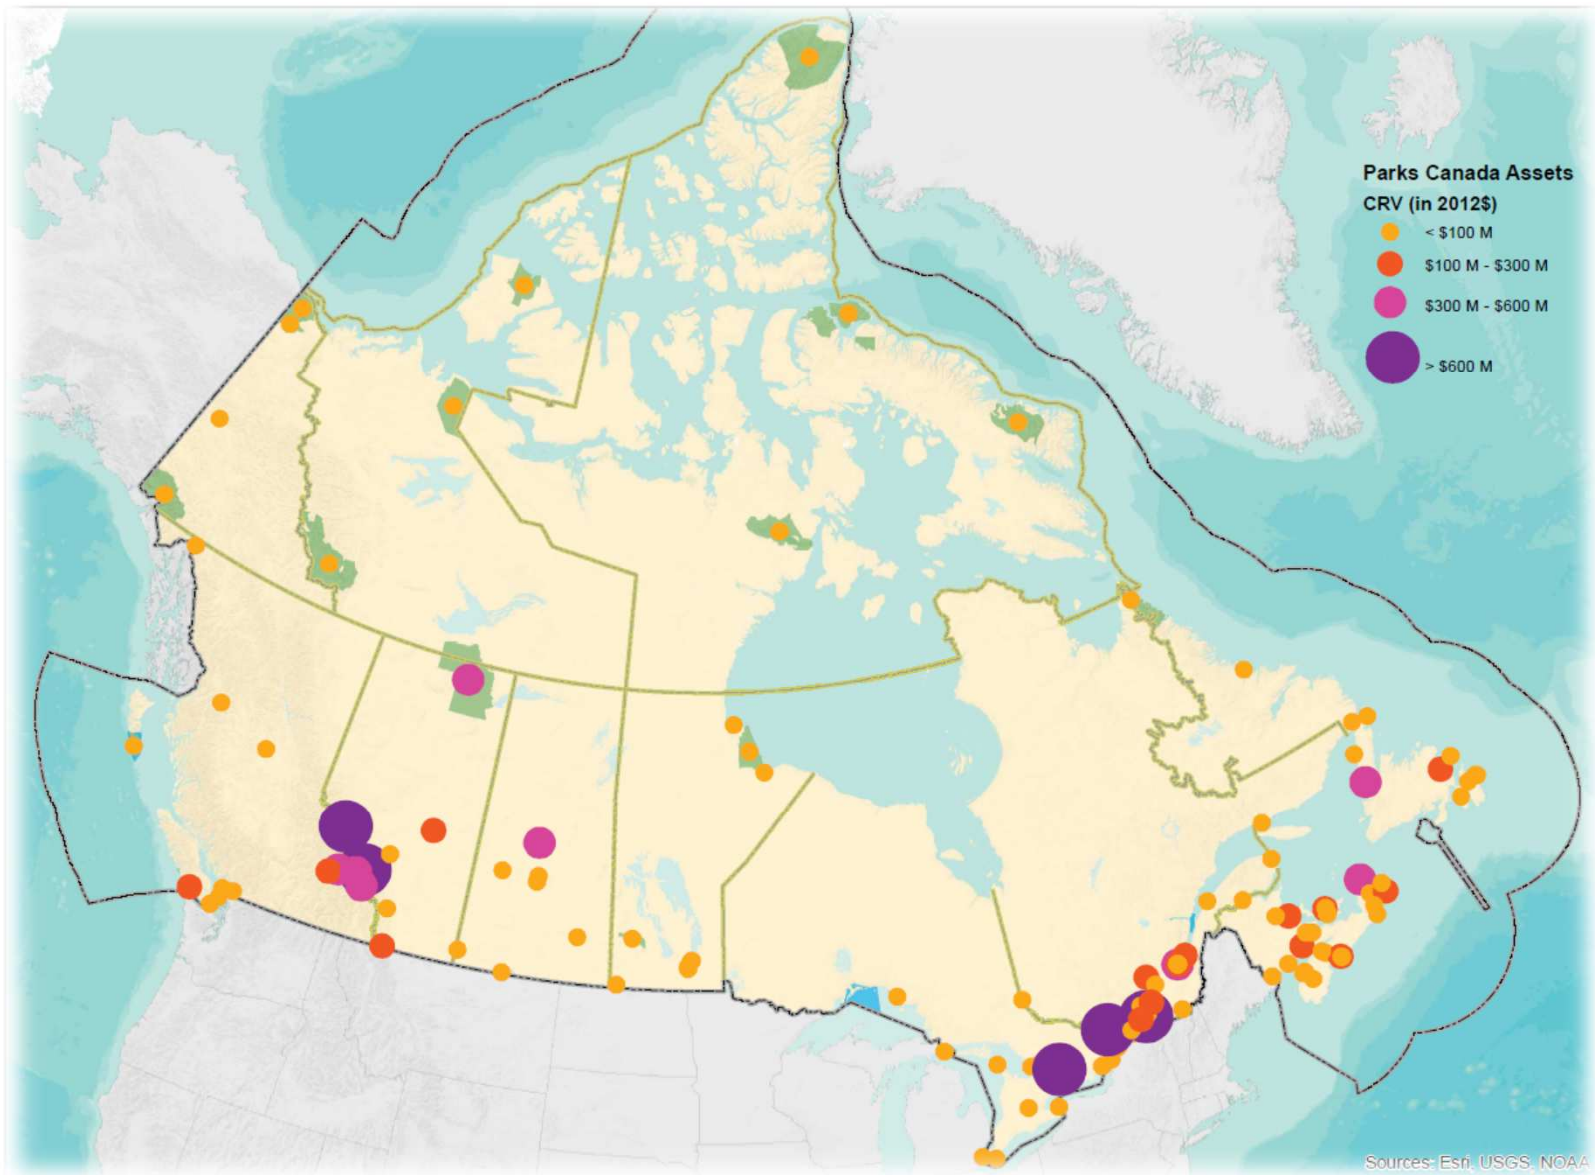 Parks Canada Assets
CRV (in 2012$)
< $100 M
$100 M - $300 M
$300 M - $600 M
> $600 M
Sources: Esri, USGS, NOAA